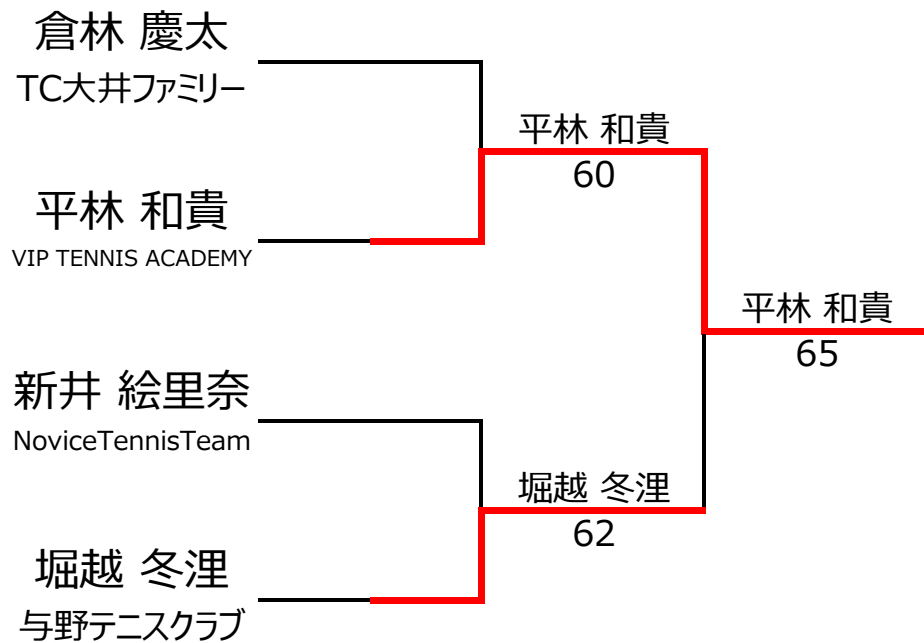 倉林 慶太
TC大井ファミリー
平林 和貴
60
平林 和貴
VIP TENNIS ACADEMY
平林 和貴
65
新井 絵里奈
NoviceTennisTeam
堀越 冬浬
62
堀越 冬浬
与野テニスクラブ